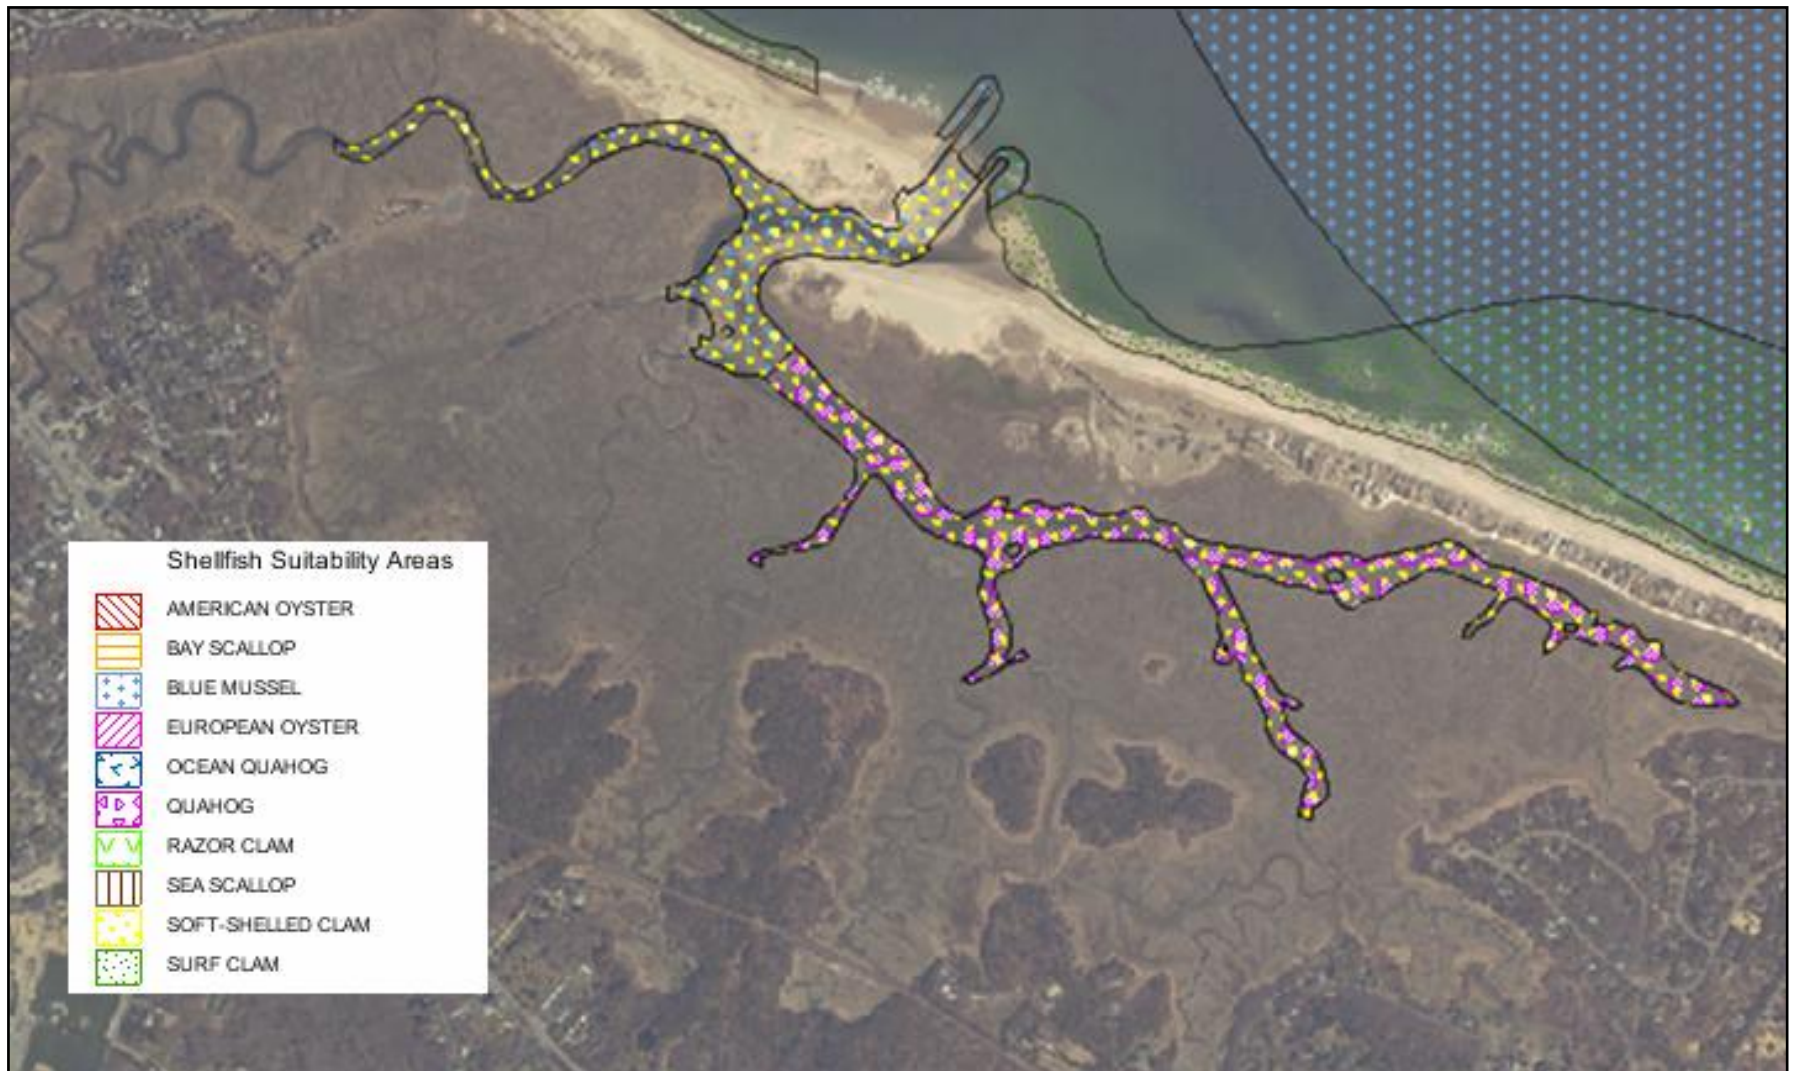 Shellfish Suitability Areas
AMERICAN OYSTER
BAY SCALLOP
BLUE MUSSEL
EUROPEAN OYSTER
OCEAN QUAHOG
QUAHOG
RAZOR CLAM
SEA SCALLOP
SOFT-SHELLED CLAM
SURF CLAM